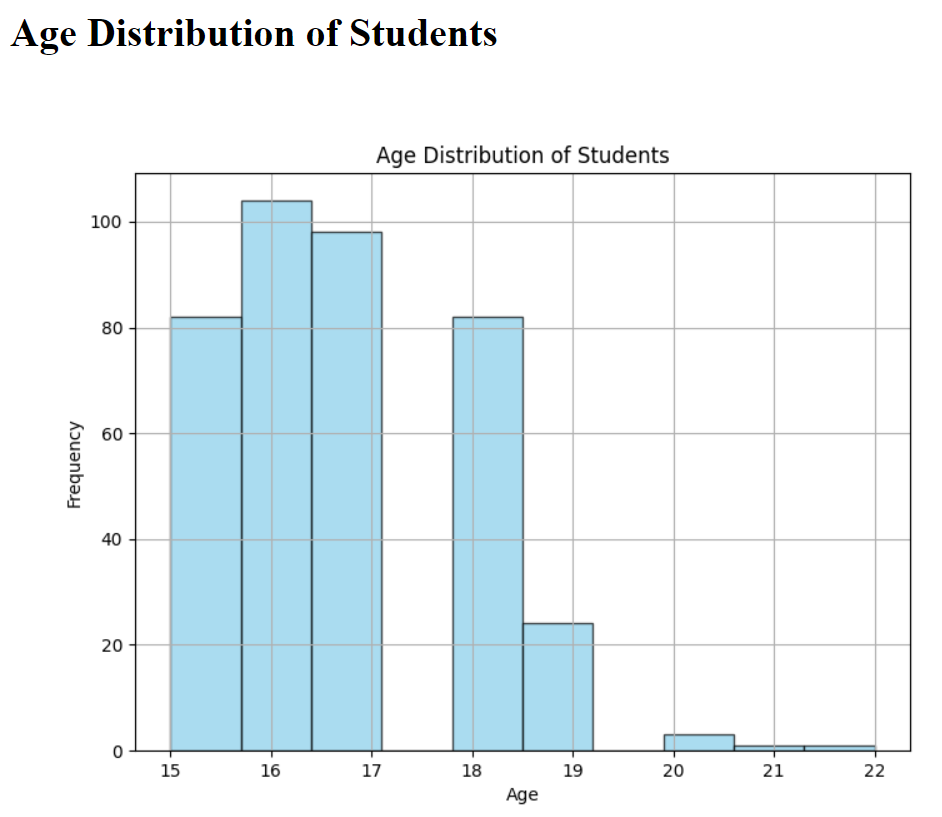 Age Distribution of Students
Age Distribution of Students
100
80
60
40
20
0
Frequency
15 16 17 18 19 20 21 22
Age